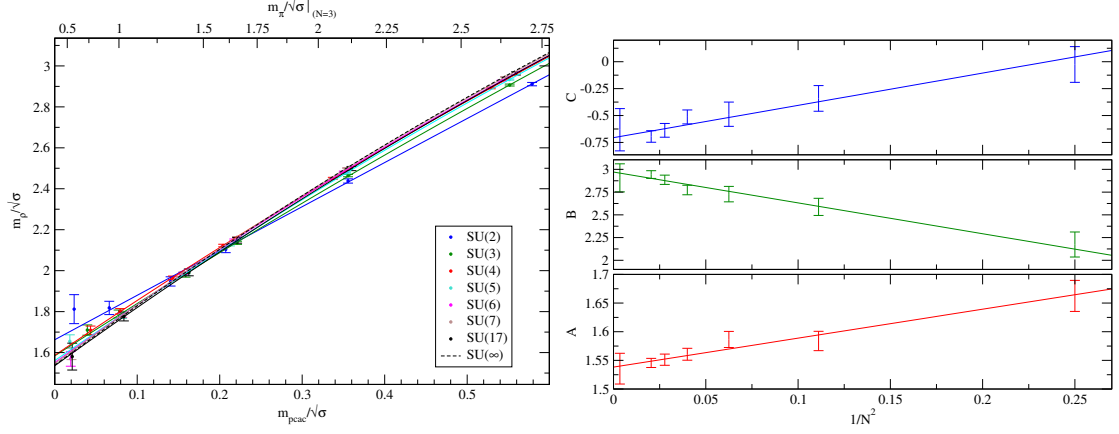 m_π/√σ|_(N=3)
0.5 1 1.5 1.75 2 2.25 2.5 2.75
3
2.8
2.6
2.4
2.2
2
1.8
1.6
m_ρ/√σ
SU(2)
SU(3)
SU(4)
SU(5)
SU(6)
SU(7)
SU(17)
SU(∞)
0 0.1 0.2 0.3 0.4 0.5
m_pcac/√σ
0
-0.25
-0.5
-0.75
C
3
2.75
2.5
2.25
2
B
1.7
1.65
1.6
1.55
1.5
A
0 0.05 0.1 0.15 0.2 0.25
1/N²